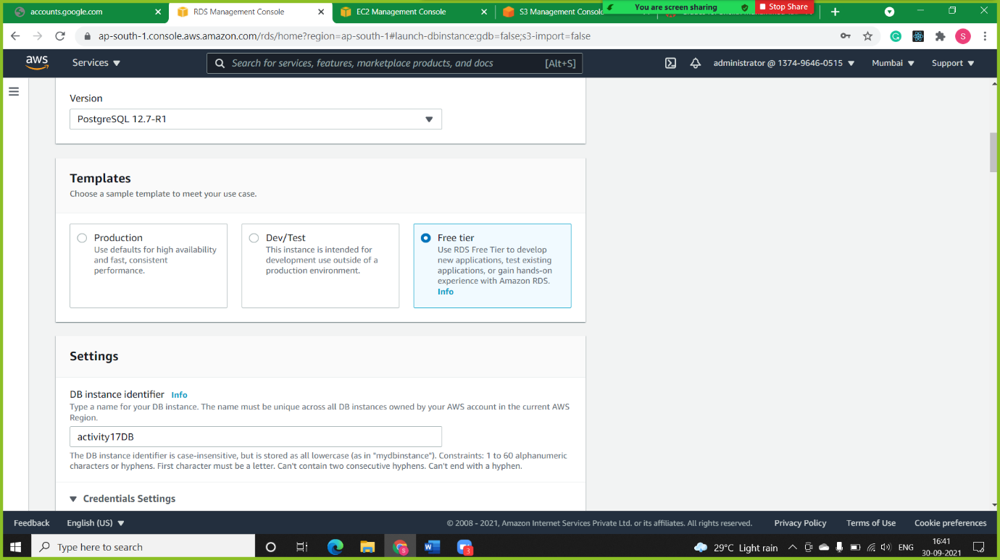 accounts.google.com
RDS Management Console
EC2 Management Console
S3 Management Console
You are screen sharing
Stop Share
ap-south-1.console.aws.amazon.com/rds/home?region=ap-south-1#launch-dbinstance:gdb=false;s3-import=false
S
aws
Services
Search for services, features, marketplace products, and docs
[Alt+S]
administrator @ 1374-9646-0515
Mumbai
Support
Version
PostgreSQL 12.7-R1
Templates
Choose a sample template to meet your use case.
Production
Use defaults for high availability
and fast, consistent
performance.
Dev/Test
This instance is intended for
development use outside of a
production environment.
Free tier
Use RDS Free Tier to develop
new applications, test existing
applications, or gain hands-on
experience with Amazon RDS.
Info
Settings
DB instance identifier Info
Type a name for your DB instance. The name must be unique across all DB instances owned by your AWS account in the current AWS
Region.
activity17DB
The DB instance identifier is case-insensitive, but is stored as all lowercase (as in "mydbinstance"). Constraints: 1 to 60 alphanumeric
characters or hyphens. First character must be a letter. Can't contain two consecutive hyphens. Can't end with a hyphen.
Credentials Settings
Feedback
English (US)
© 2008 - 2021, Amazon Internet Services Private Ltd. or its affiliates. All rights reserved.
Privacy Policy
Terms of Use
Cookie preferences
Type here to search
S
W
3
29°C Light rain
ENG
16:41
30-09-2021